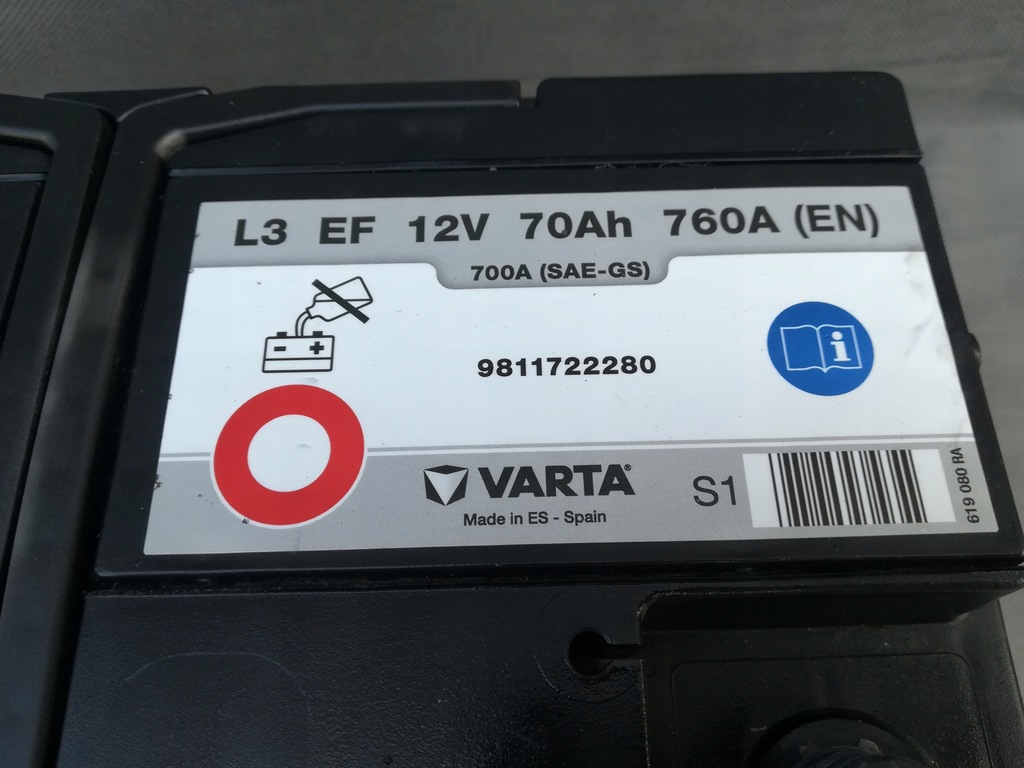 L3 EF 12V 70Ah 760A (EN)
700A (SAE-GS)
- +
9811722280
i
VARTA®
Made in ES - Spain
S1
619 080 RA